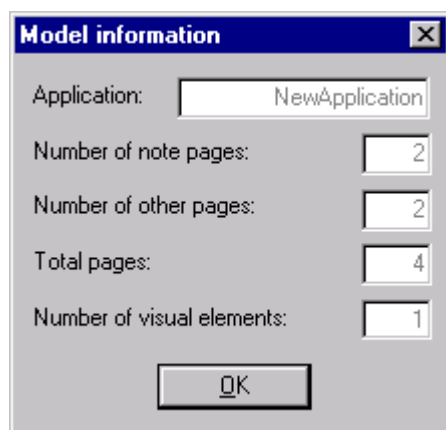 Model information
Application: NewApplication
Number of note pages: 2
Number of other pages: 2
Total pages: 4
Number of visual elements: 1
OK